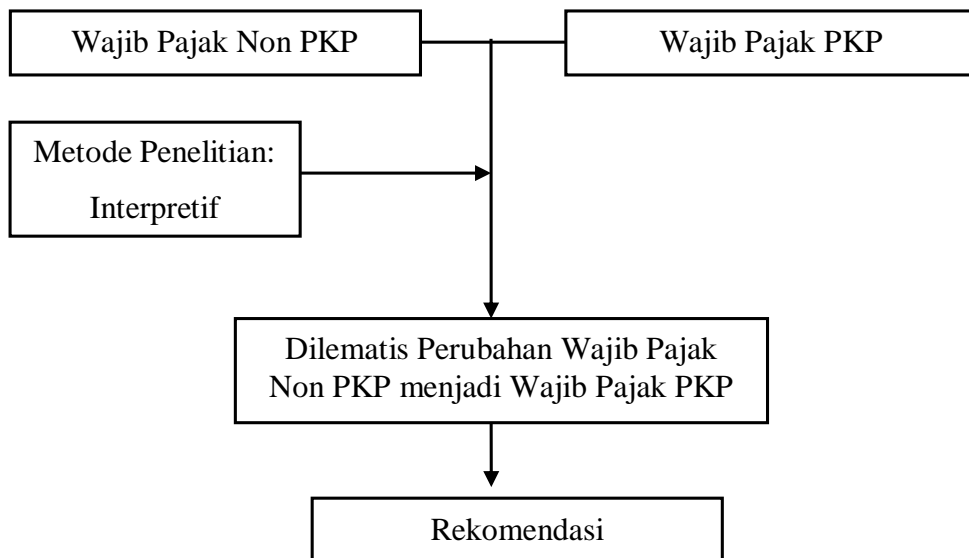 Wajib Pajak Non PKP
Wajib Pajak PKP
Metode Penelitian:
Interpretif
Dilematis Perubahan Wajib Pajak
Non PKP menjadi Wajib Pajak PKP
Rekomendasi